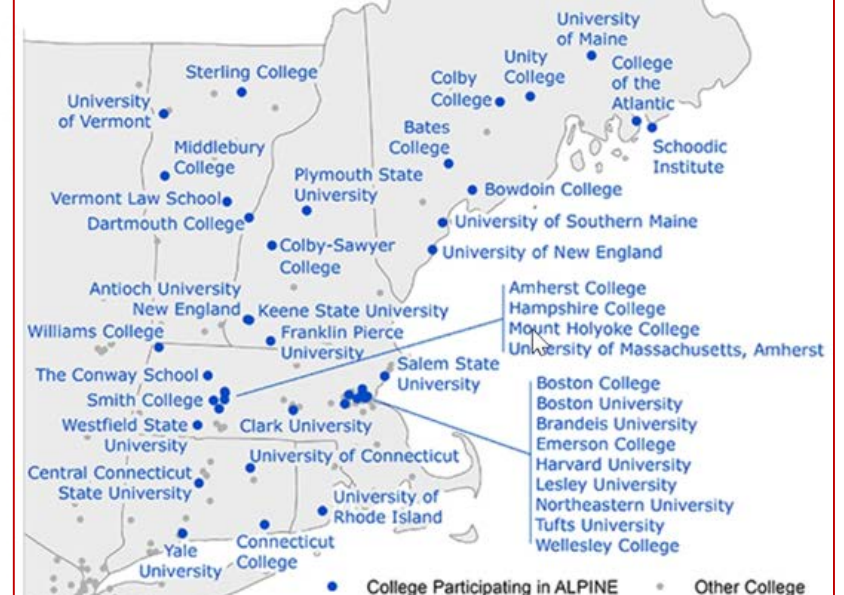 University
of Maine
Unity
College
College
of the
Atlantic
Colby
College
Sterling College
University
of Vermont
Bates
College
Schoodic
Institute
Middlebury
College
Plymouth State
University
Bowdoin College
Vermont Law School
Dartmouth College
University of Southern Maine
Colby-Sawyer
College
University of New England
Antioch University
New England
Keene State University
Amherst College
Hampshire College
Mount Holyoke College
University of Massachusetts, Amherst
Williams College
Franklin Pierce
University
Salem State
University
The Conway School
Smith College
Boston College
Boston University
Brandeis University
Emerson College
Harvard University
Lesley University
Northeastern University
Tufts University
Wellesley College
Westfield State
University
Clark University
University of Connecticut
Central Connecticut
State University
University of
Rhode Island
Yale
University
Connecticut
College
College Participating in ALPINE
Other College